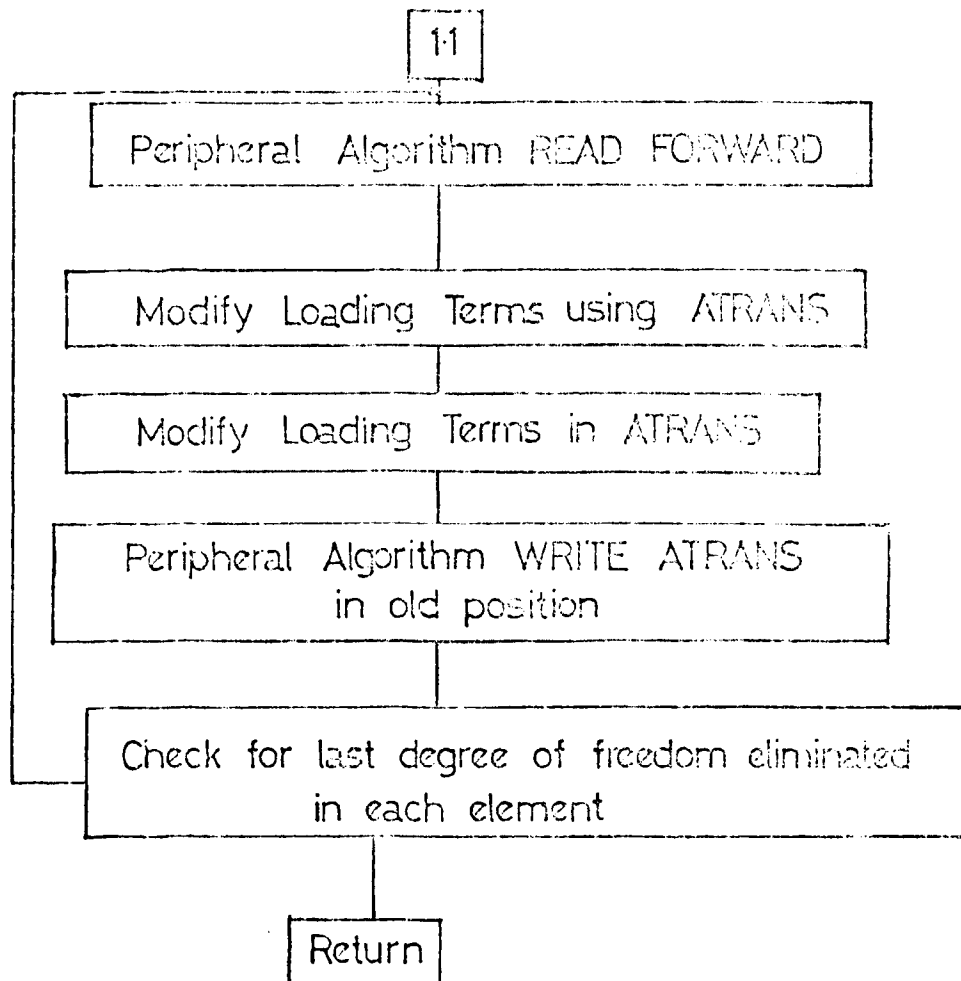 1·1
Peripheral Algorithm READ FORWARD
Modify Loading Terms using ATRANS
Modify Loading Terms in ATRANS
Peripheral Algorithm WRITE ATRANS
in old position
Check for last degree of freedom eliminated
in each element
Return